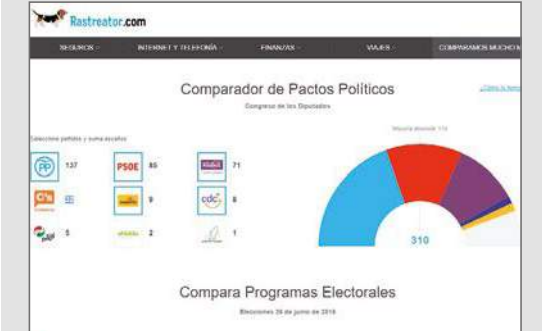 Rastreator.com
SEGUROS INTERNET Y TELEFONÍA FINANZAS VIAJES COMPARAMOS MUCHO M
Comparador de Pactos Políticos
Congreso de los Diputados
Seleccione partidos y suma escaños
PP 137 PSOE 85 71
C's 9 cdc 8
5 2 1
310
Compara Programas Electorales
Elecciones 26 de junio de 2016